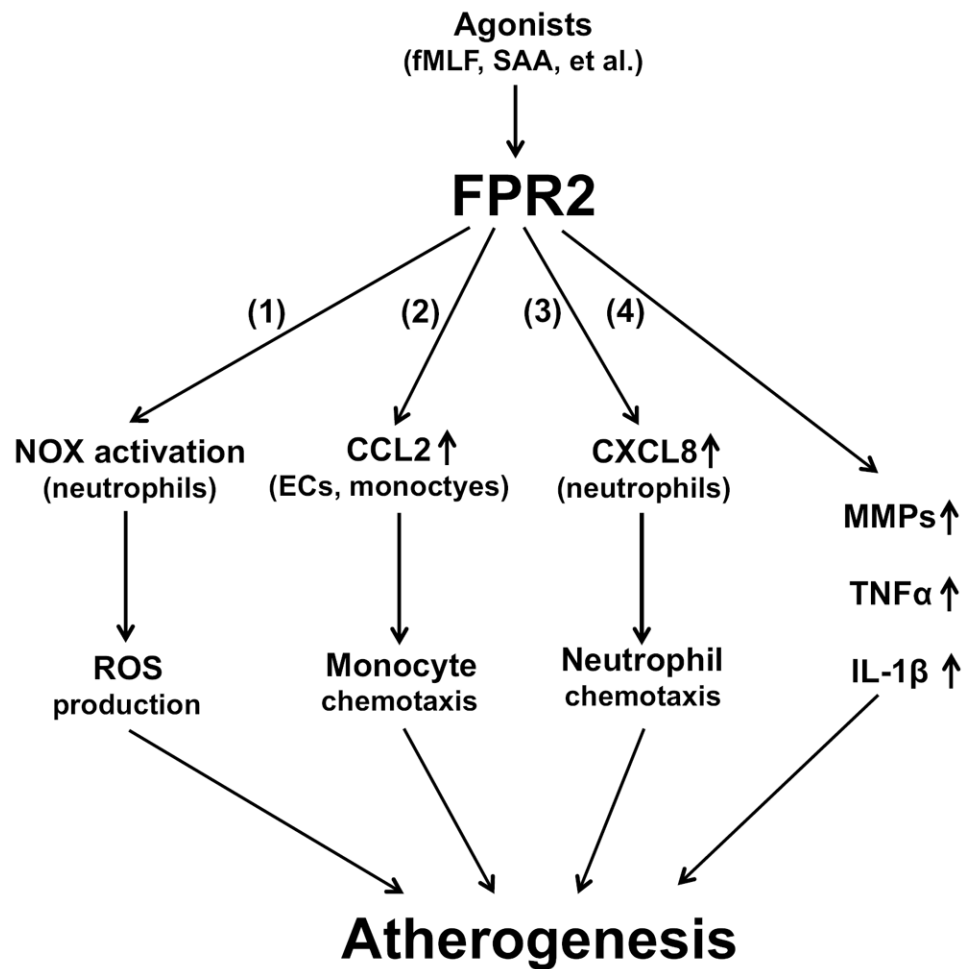 Agonists
(fMLF, SAA, et al.)
FPR2
(1)
(2)
(3)
(4)
NOX activation
(neutrophils)
CCL2↑
(ECs, monoctyes)
CXCL8↑
(neutrophils)
MMPs↑
TNFα↑
IL-1β↑
ROS
production
Monocyte
chemotaxis
Neutrophil
chemotaxis
Atherogenesis